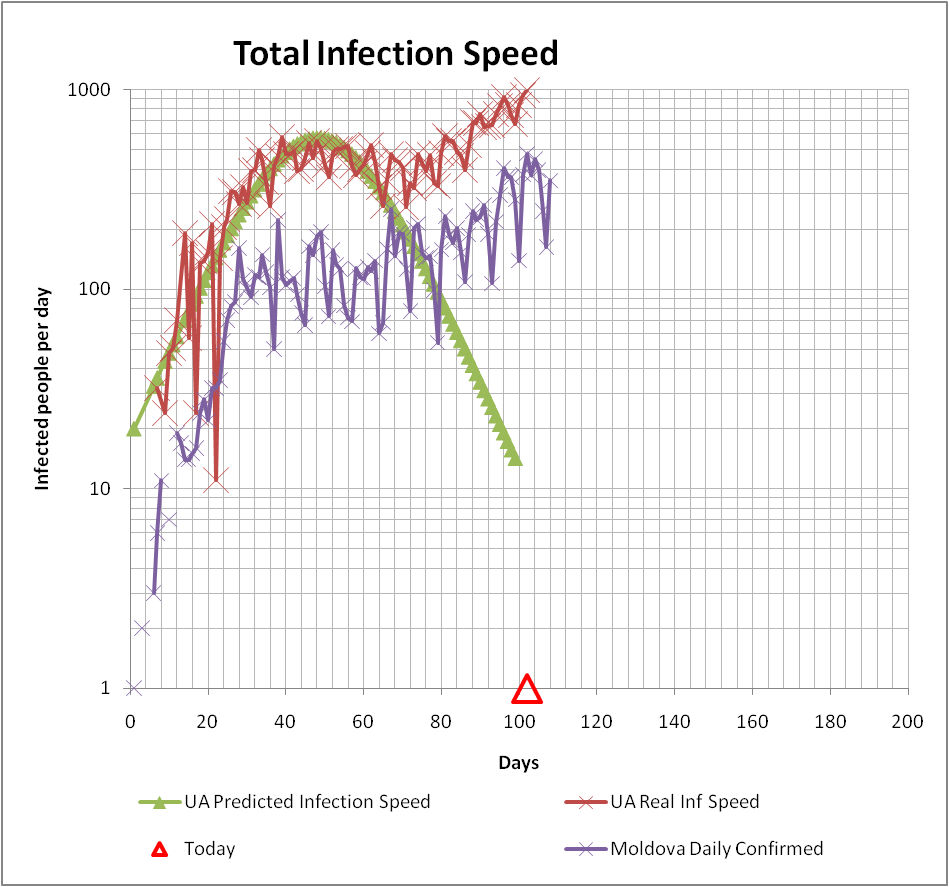 Total Infection Speed
1000
100
10
1
Infected people per day
0 20 40 60 80 100 120 140 160 180 200
Days
UA Predicted Infection Speed
UA Real Inf Speed
Today
Moldova Daily Confirmed